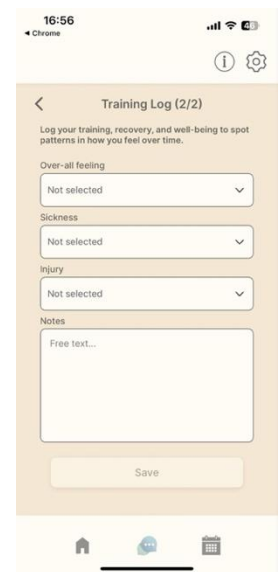 16:56
◀ Chrome
Training Log (2/2)
Log your training, recovery, and well-being to spot
patterns in how you feel over time.
Over-all feeling
Not selected
Sickness
Not selected
Injury
Not selected
Notes
Free text...
Save